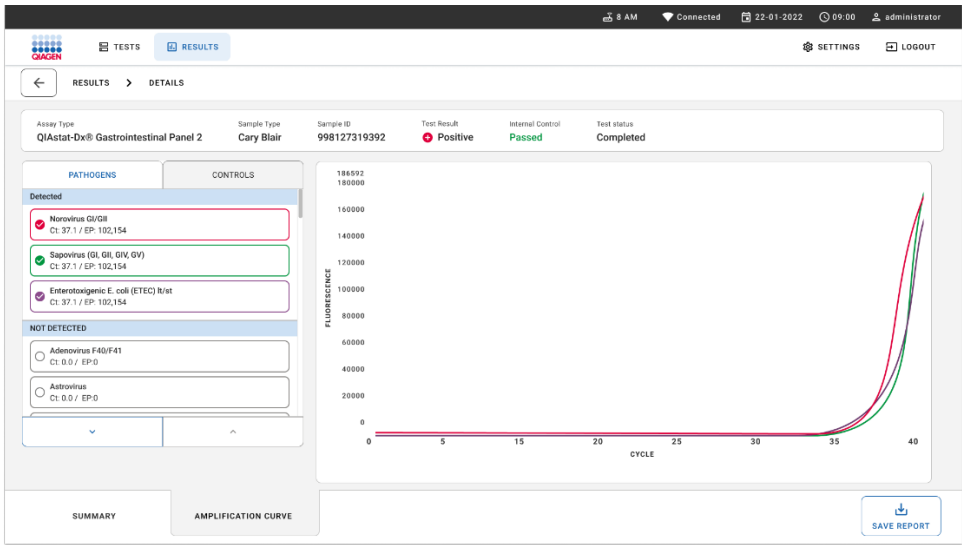 8 AM Connected 22-01-2022 09:00 administrator
QIAGEN TESTS RESULTS SETTINGS LOGOUT
RESULTS > DETAILS
Assay Type Sample Type Sample ID Test Result Internal Control Test status
QIAstat-Dx® Gastrointestinal Panel 2 Cary Blair 998127319392 Positive Passed Completed
PATHOGENS CONTROLS
Detected
Norovirus GI/GII
Ct: 37.1 / EP: 102,154
Sapovirus (GI, GII, GIV, GV)
Ct: 37.1 / EP: 102,154
Enterotoxigenic E. coli (ETEC) lt/st
Ct: 37.1 / EP: 102,154
NOT DETECTED
Adenovirus F40/F41
Ct: 0.0 / EP:0
Astrovirus
Ct: 0.0 / EP:0
186592
180000
160000
140000
120000
100000
80000
60000
40000
20000
0
FLUORESCENCE
0 5 15 20 25 30 35 40
CYCLE
SUMMARY AMPLIFICATION CURVE SAVE REPORT